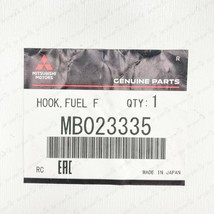 R
MITSUBISHI
MOTORS
GENUINE PARTS
HOOK, FUEL F QTY: 1
MB023335
RC EAC MADE IN JAPAN